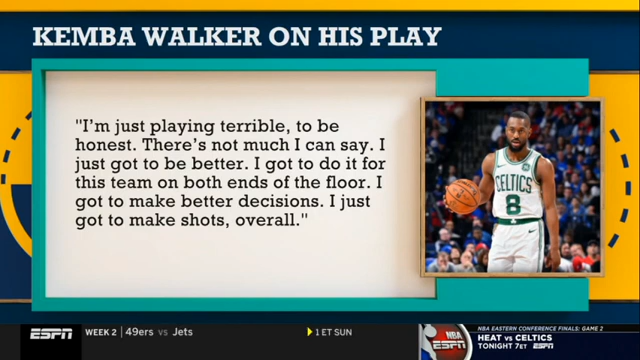 KEMBA WALKER ON HIS PLAY
"I'm just playing terrible, to be
honest. There's not much I can say. I
just got to be better. I got to do it for
this team on both ends of the floor. I
got to make better decisions. I just
got to make shots, overall."
CELTICS
8
ESPN
WEEK 2 49ers vs Jets
1 ET SUN
NBA
ESPN
NBA EASTERN CONFERENCE FINALS: GAME 2
HEAT vs CELTICS
TONIGHT 7ET ESPN